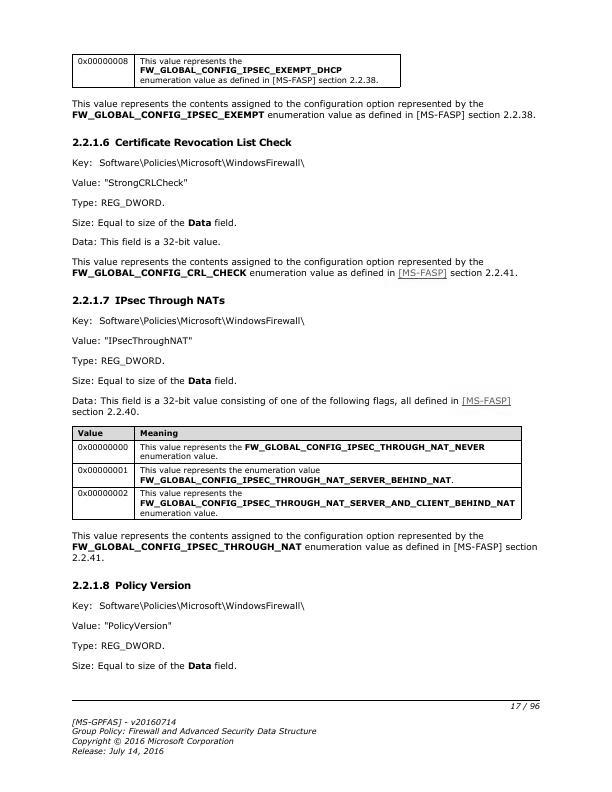 0x00000008 This value represents the
FW_GLOBAL_CONFIG_IPSEC_EXEMPT_DHCP
enumeration value as defined in [MS-FASP] section 2.2.38.
This value represents the contents assigned to the configuration option represented by the
FW_GLOBAL_CONFIG_IPSEC_EXEMPT enumeration value as defined in [MS-FASP] section 2.2.38.
2.2.1.6 Certificate Revocation List Check
Key: Software\Policies\Microsoft\WindowsFirewall\
Value: "StrongCRLCheck"
Type: REG_DWORD.
Size: Equal to size of the Data field.
Data: This field is a 32-bit value.
This value represents the contents assigned to the configuration option represented by the
FW_GLOBAL_CONFIG_CRL_CHECK enumeration value as defined in [MS-FASP] section 2.2.41.
2.2.1.7 IPsec Through NATs
Key: Software\Policies\Microsoft\WindowsFirewall\
Value: "IPsecThroughNAT"
Type: REG_DWORD.
Size: Equal to size of the Data field.
Data: This field is a 32-bit value consisting of one of the following flags, all defined in [MS-FASP]
section 2.2.40.
Value Meaning
0x00000000 This value represents the FW_GLOBAL_CONFIG_IPSEC_THROUGH_NAT_NEVER
enumeration value.
0x00000001 This value represents the enumeration value
FW_GLOBAL_CONFIG_IPSEC_THROUGH_NAT_SERVER_BEHIND_NAT.
0x00000002 This value represents the
FW_GLOBAL_CONFIG_IPSEC_THROUGH_NAT_SERVER_AND_CLIENT_BEHIND_NAT
enumeration value.
This value represents the contents assigned to the configuration option represented by the
FW_GLOBAL_CONFIG_IPSEC_THROUGH_NAT enumeration value as defined in [MS-FASP] section
2.2.41.
2.2.1.8 Policy Version
Key: Software\Policies\Microsoft\WindowsFirewall\
Value: "PolicyVersion"
Type: REG_DWORD.
Size: Equal to size of the Data field.
17 / 96
[MS-GPFAS] - v20160714
Group Policy: Firewall and Advanced Security Data Structure
Copyright © 2016 Microsoft Corporation
Release: July 14, 2016